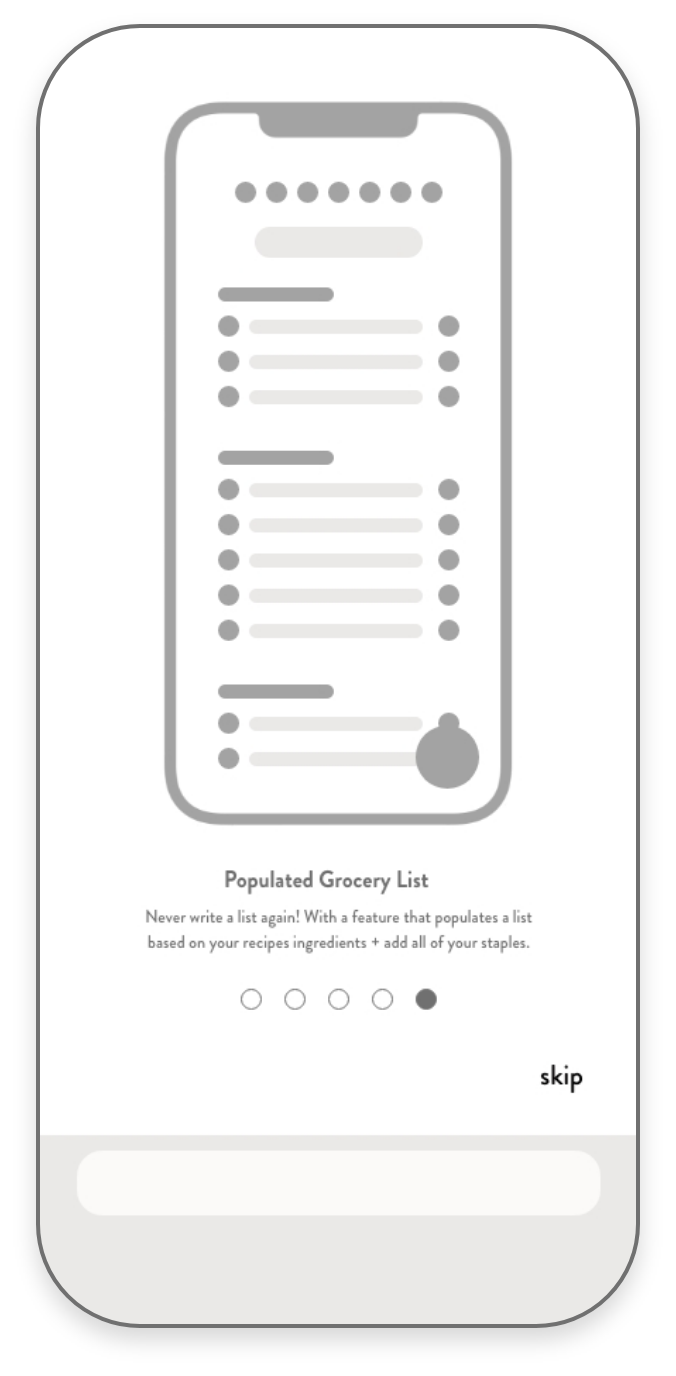 Populated Grocery List
Never write a list again! With a feature that populates a list
based on your recipes ingredients + add all of your staples.
skip